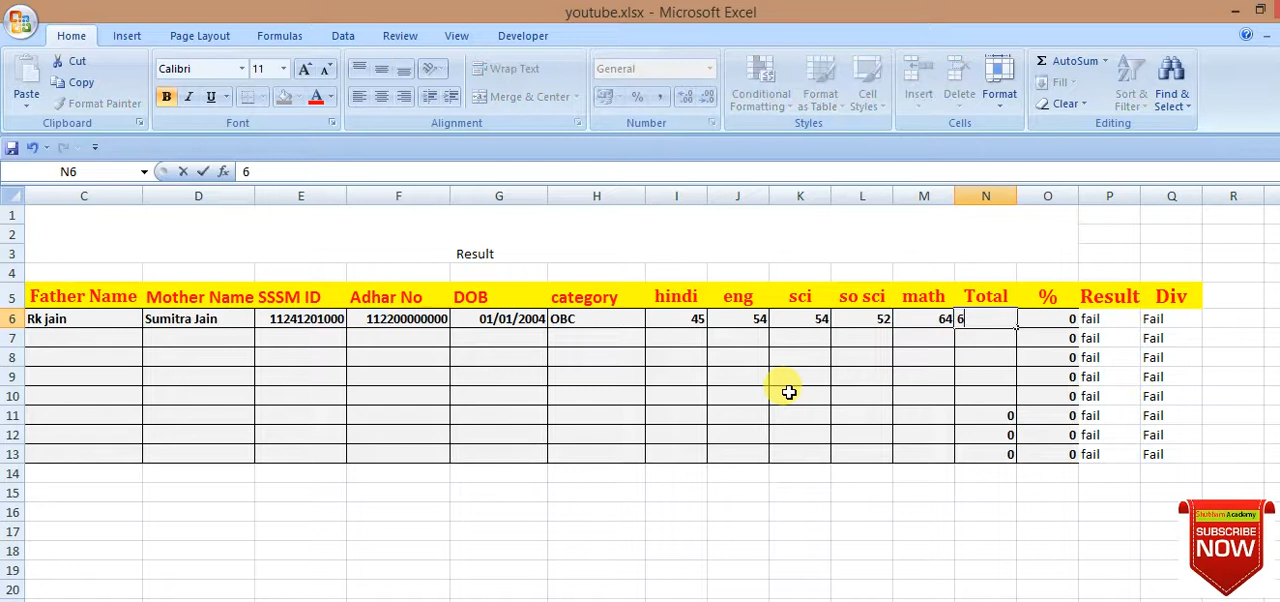 youtube.xlsx - Microsoft Excel
Home Insert Page Layout Formulas Data Review View Developer
Paste Cut Copy Format Painter Clipboard
Calibri 11 A A B I U A Font
Wrap Text Merge & Center Alignment
General % , Number
Conditional Formatting Format as Table Cell Styles Styles
Insert Delete Format Cells
Σ AutoSum Fill Clear Sort & Filter Find & Select Editing
N6 fx 6
C D E F G H I J K L M N O P Q R
1
2
3 Result
4
5 Father Name Mother Name SSSM ID Adhar No DOB category hindi eng sci so sci math Total % Result Div
6 Rk jain Sumitra Jain 11241201000 112200000000 01/01/2004 OBC 45 54 54 52 64 6 0 fail Fail
7 0 fail Fail
8 0 fail Fail
9 0 fail Fail
10 0 fail Fail
11 0 0 fail Fail
12 0 0 fail Fail
13 0 0 fail Fail
14
15
16
17
18
19
20
Shubham Academy
SUBSCRIBE
NOW